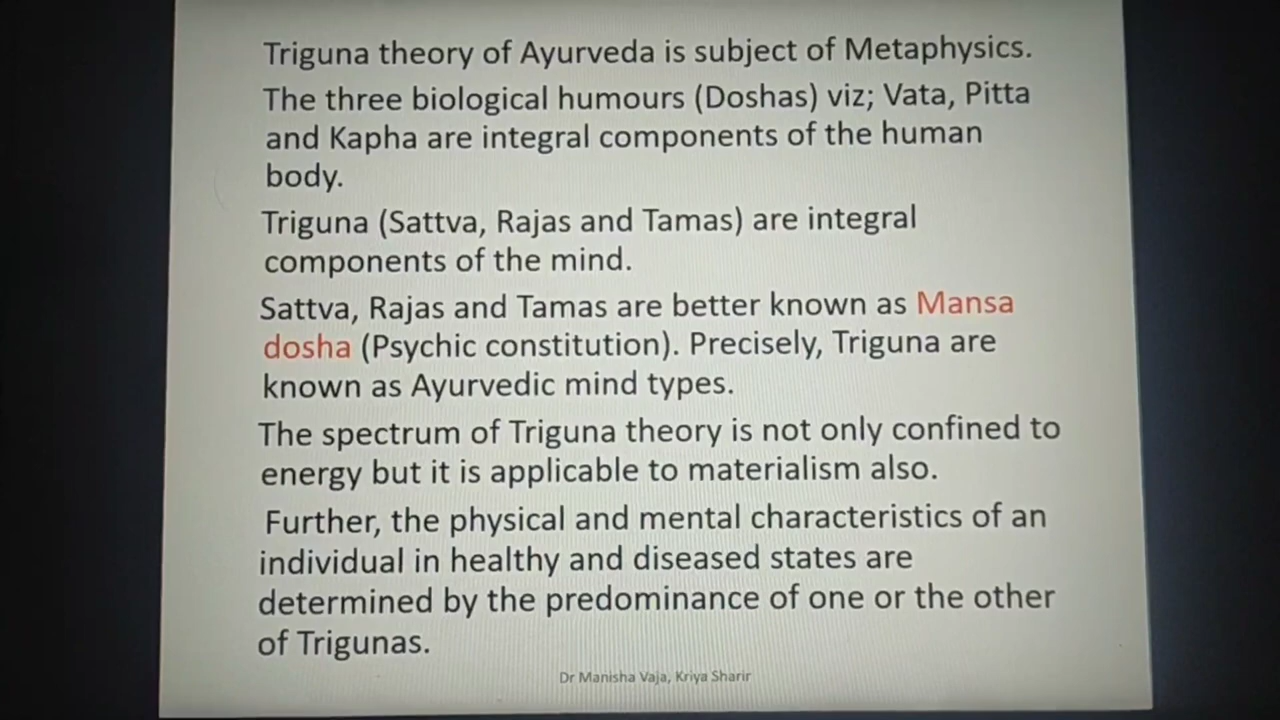 Triguna theory of Ayurveda is subject of Metaphysics.
The three biological humours (Doshas) viz; Vata, Pitta
and Kapha are integral components of the human
body.
Triguna (Sattva, Rajas and Tamas) are integral
components of the mind.
Sattva, Rajas and Tamas are better known as Mansa
dosha (Psychic constitution). Precisely, Triguna are
known as Ayurvedic mind types.
The spectrum of Triguna theory is not only confined to
energy but it is applicable to materialism also.
Further, the physical and mental characteristics of an
individual in healthy and diseased states are
determined by the predominance of one or the other
of Trigunas.
Dr Manisha Vaja, Kriya Sharir